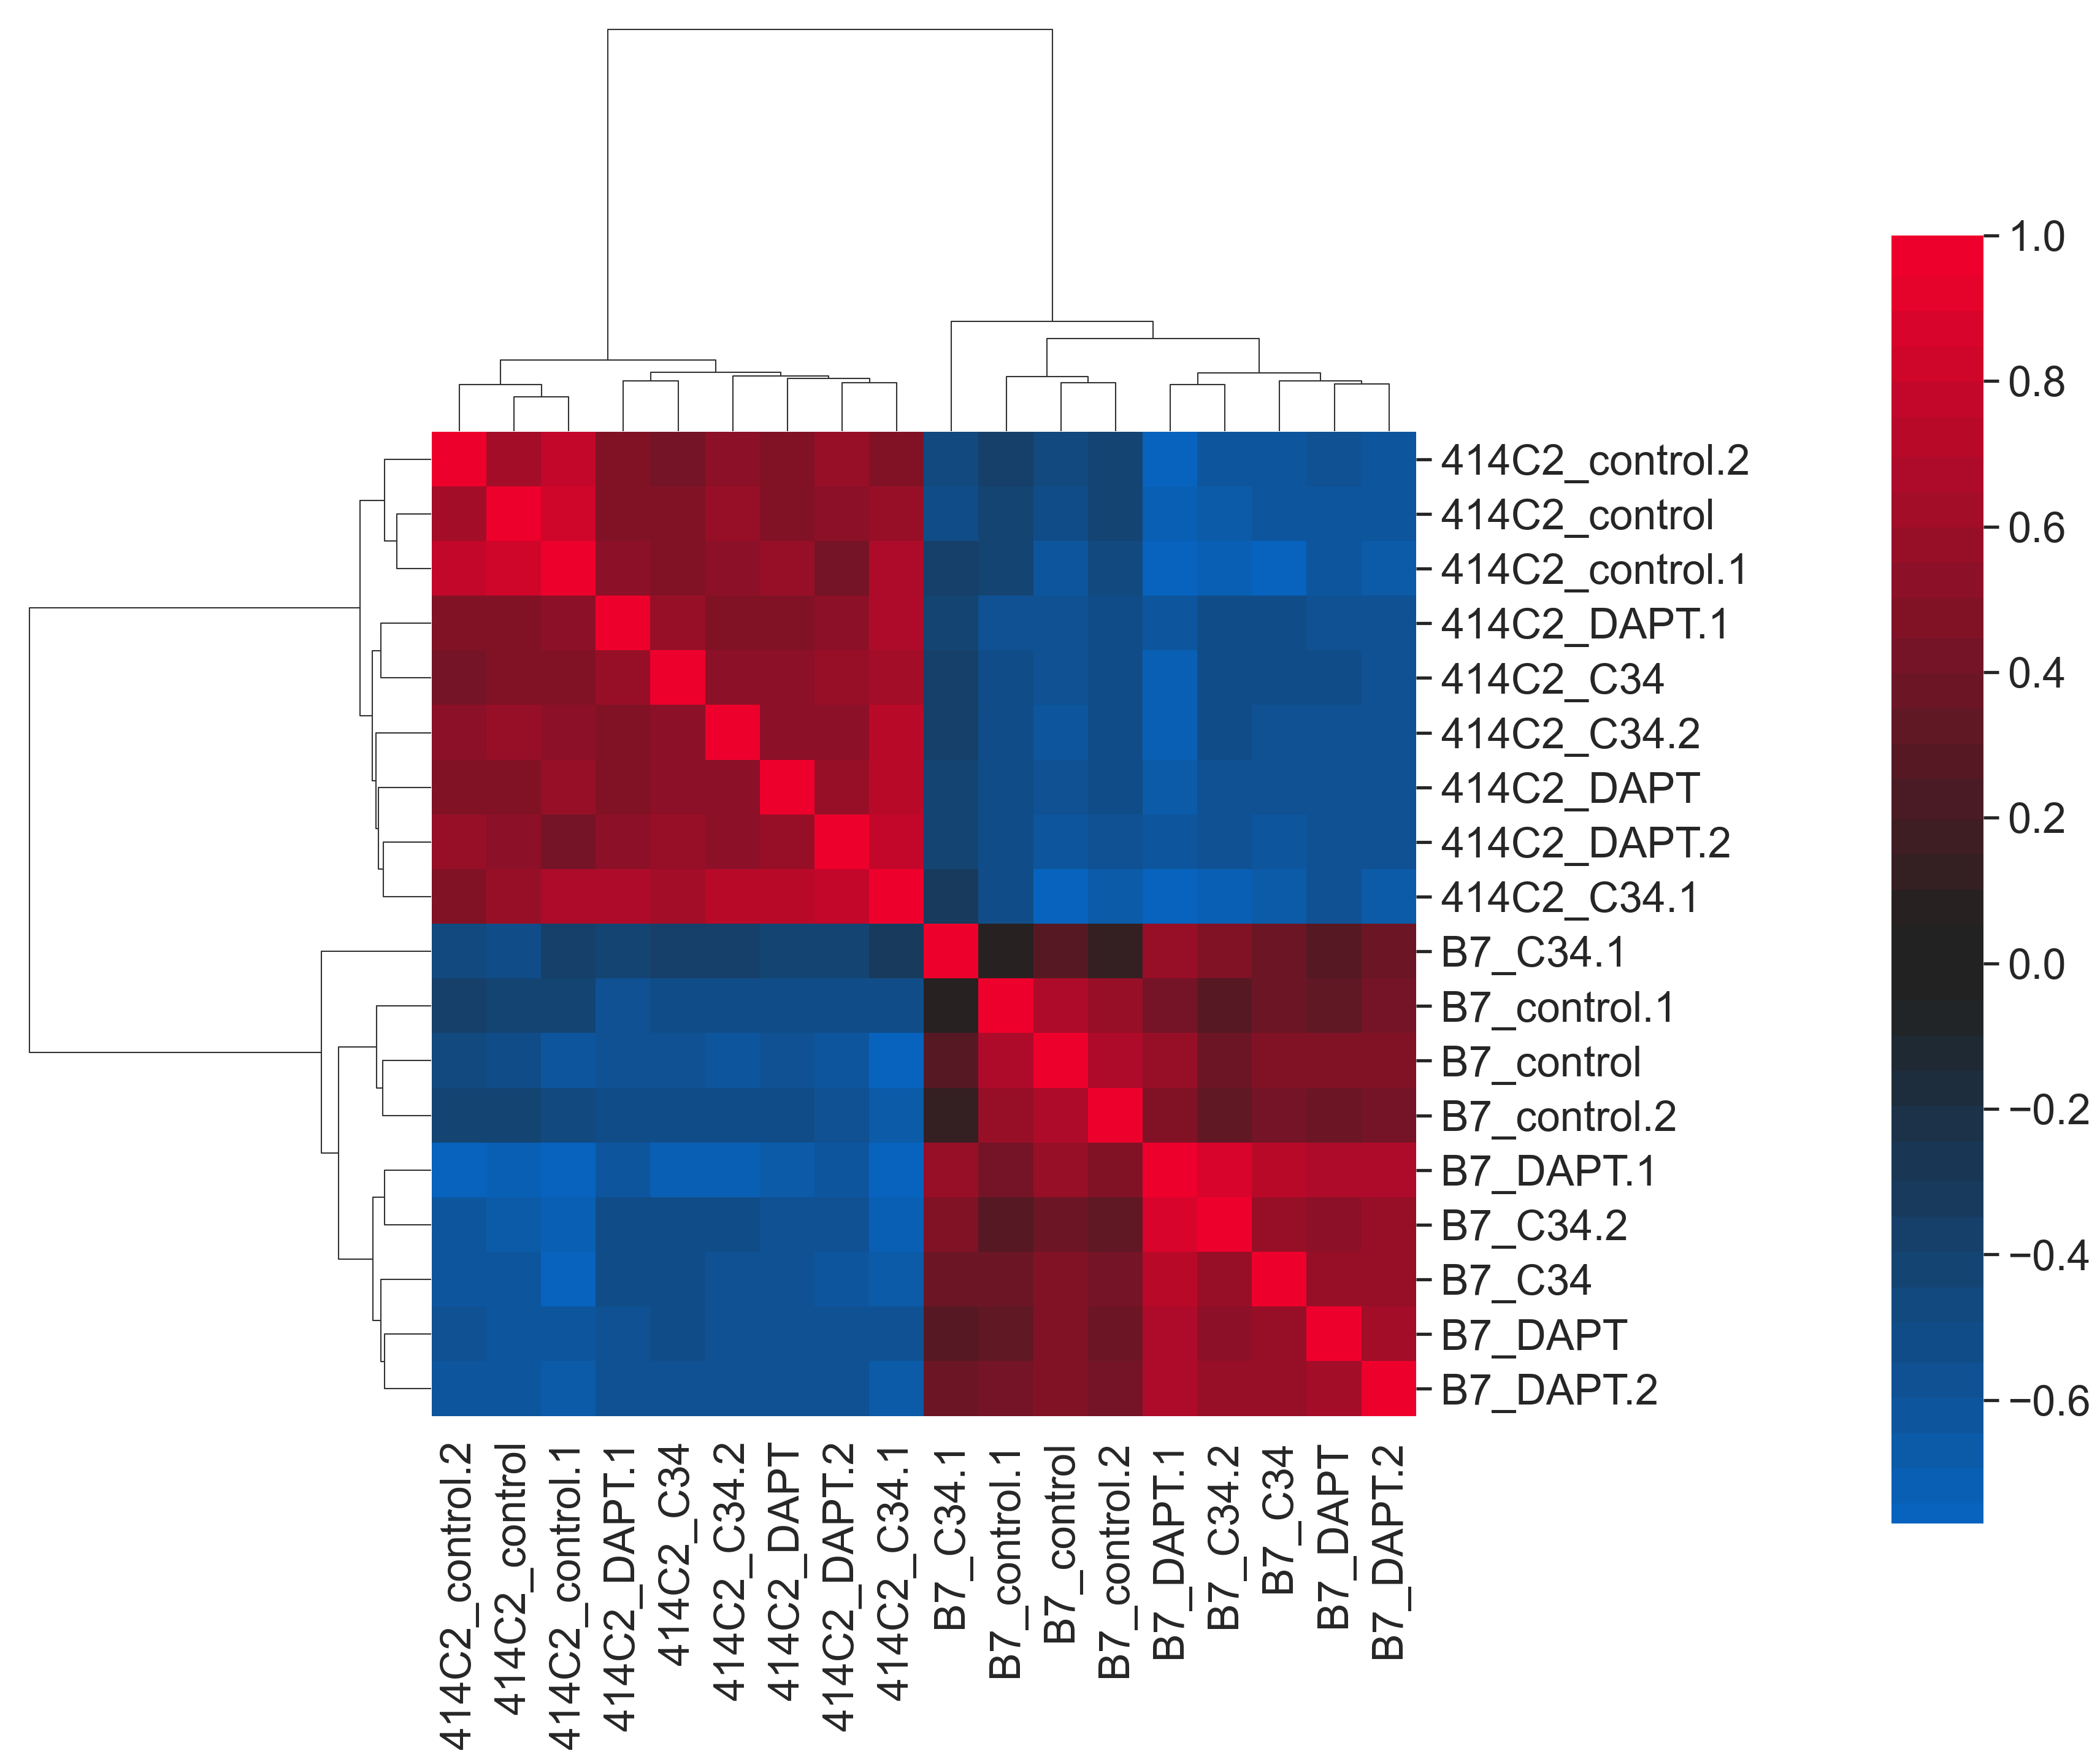 1.0
0.8
0.6
0.4
0.2
0.0
−0.2
−0.4
−0.6
414C2_control.2
414C2_control
414C2_control.1
414C2_DAPT.1
414C2_C34
414C2_C34.2
414C2_DAPT
414C2_DAPT.2
414C2_C34.1
B7_C34.1
B7_control.1
B7_control
B7_control.2
B7_DAPT.1
B7_C34.2
B7_C34
B7_DAPT
B7_DAPT.2
414C2_control.2
414C2_control
414C2_control.1
414C2_DAPT.1
414C2_C34
414C2_C34.2
414C2_DAPT
414C2_DAPT.2
414C2_C34.1
B7_C34.1
B7_control.1
B7_control
B7_control.2
B7_DAPT.1
B7_C34.2
B7_C34
B7_DAPT
B7_DAPT.2